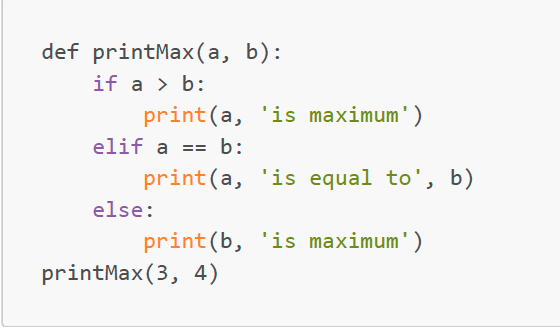 def printMax(a, b):
    if a > b:
        print(a, 'is maximum')
    elif a == b:
        print(a, 'is equal to', b)
    else:
        print(b, 'is maximum')
printMax(3, 4)